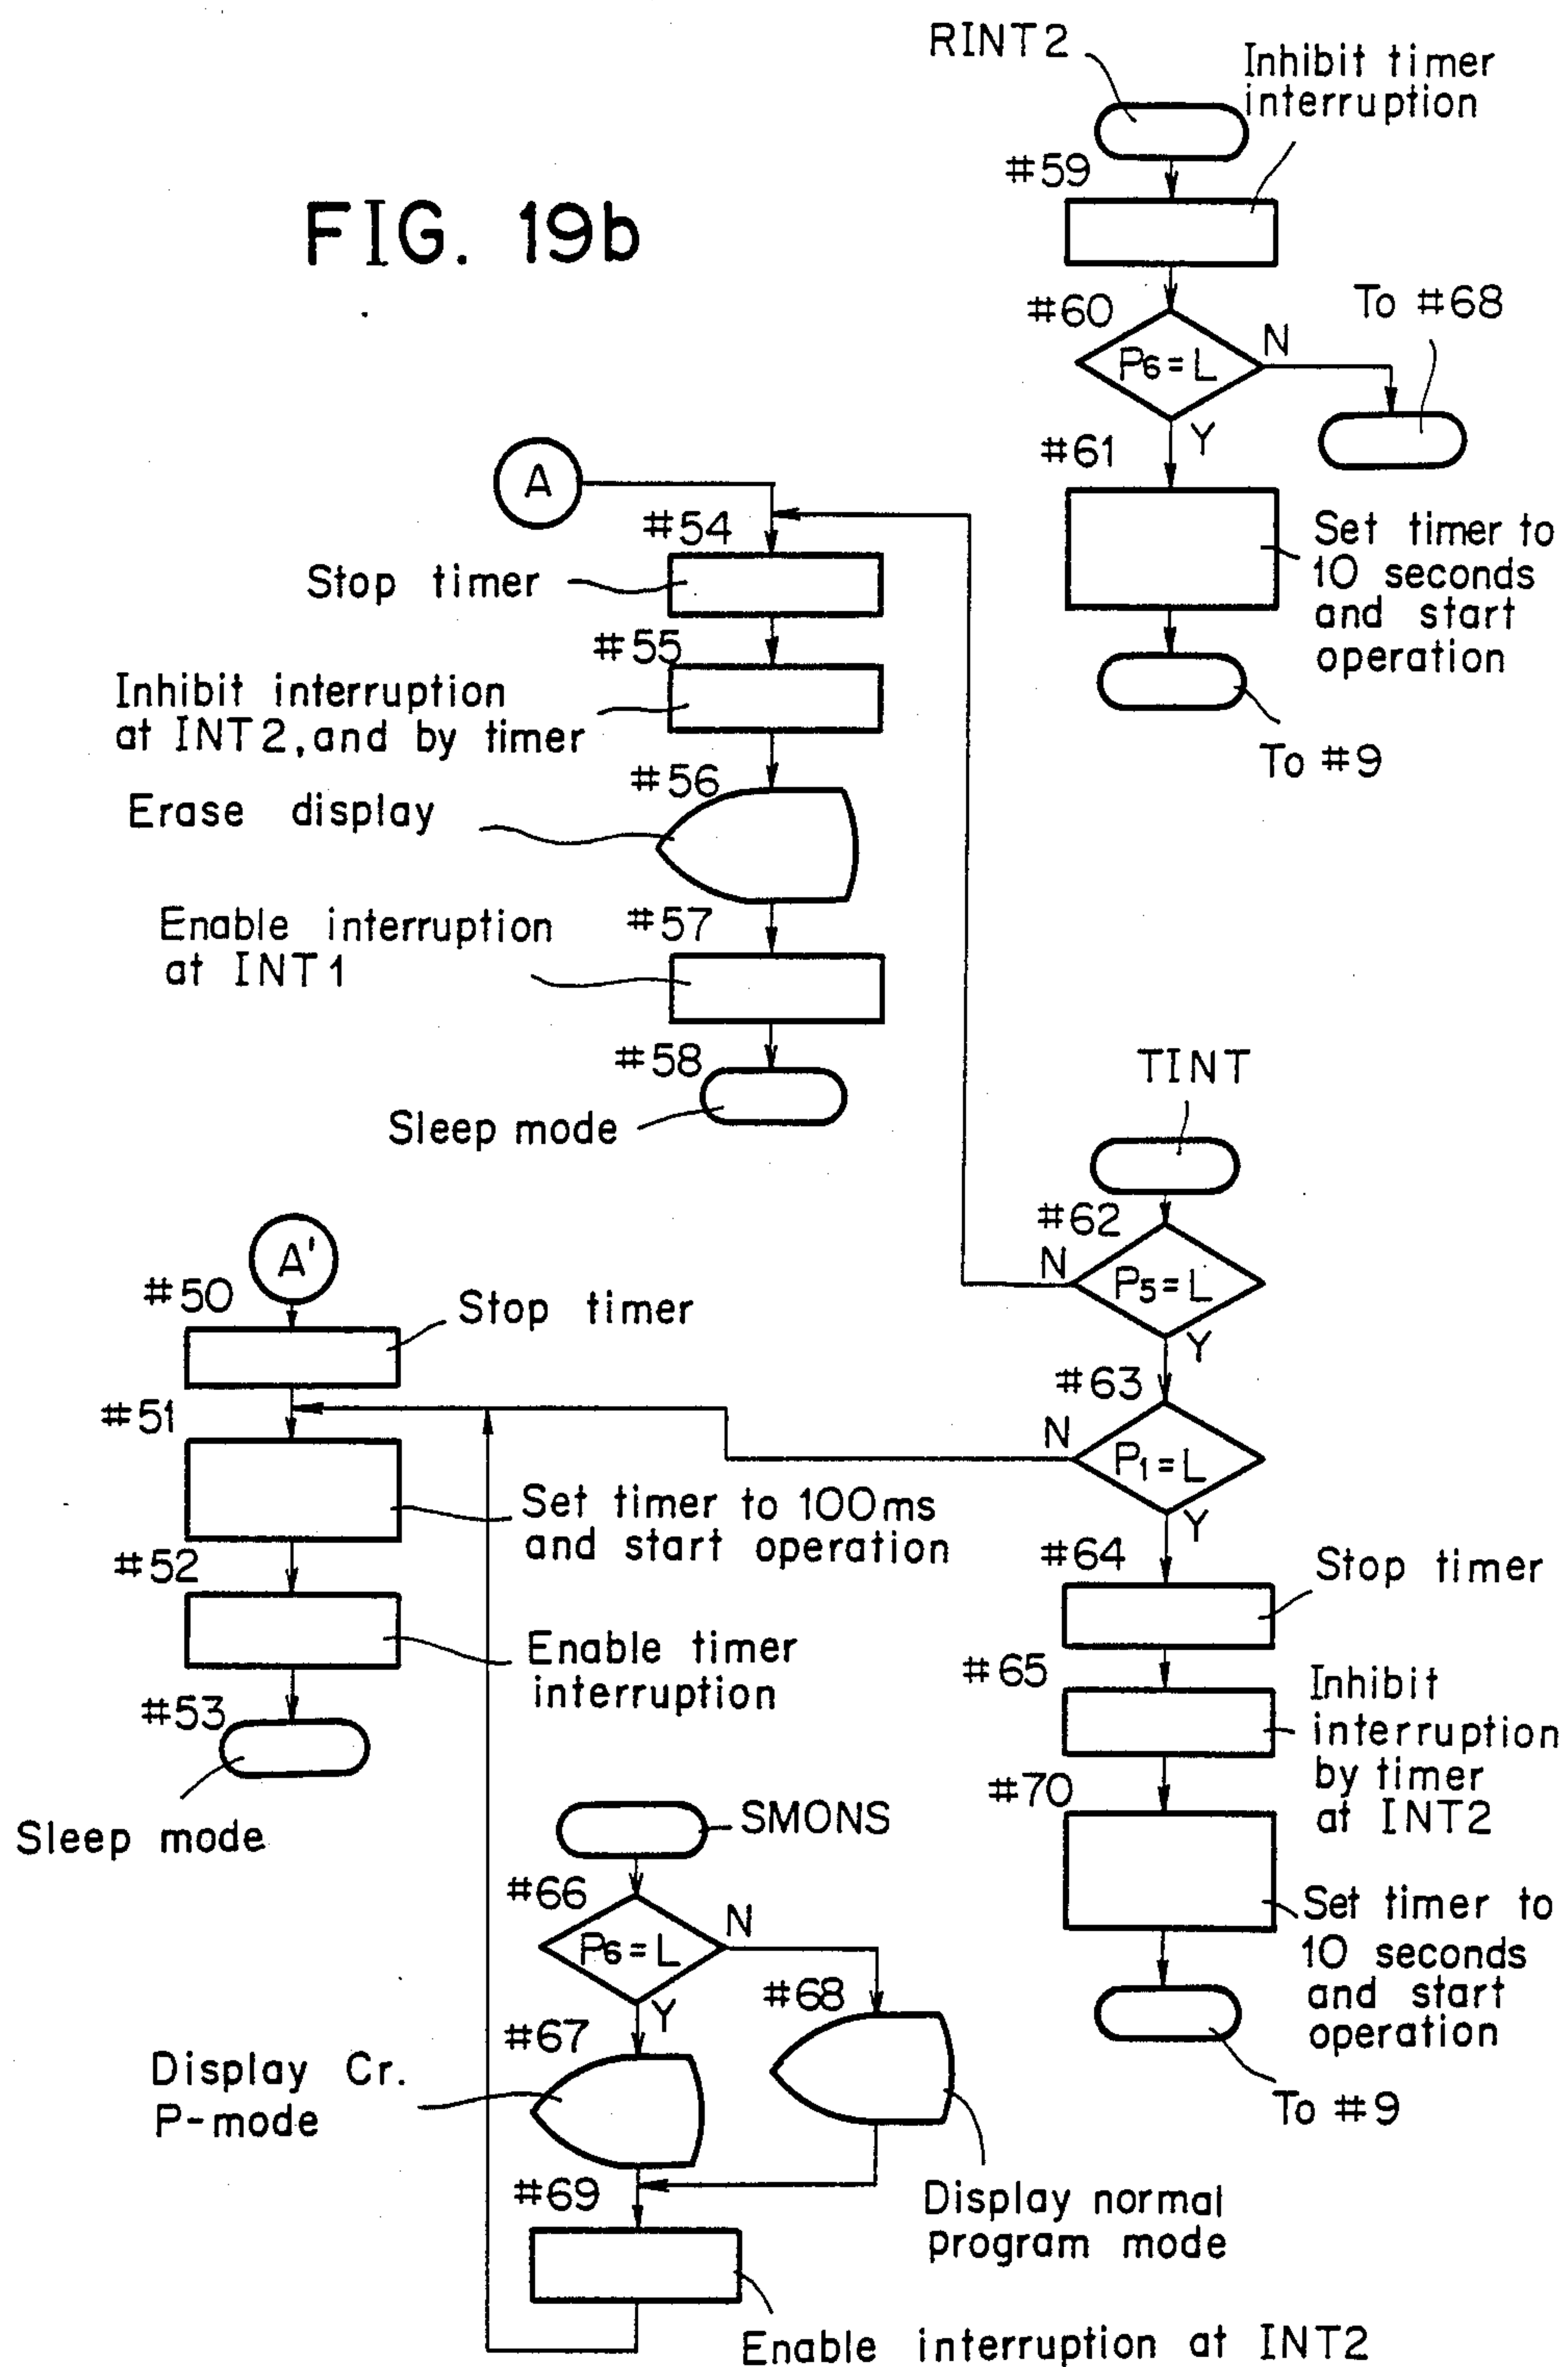 FIG. 19b
RINT2
Inhibit timer
interruption
#59
#60
P6=L
N
To #68
Y
#61
Set timer to
10 seconds
and start
operation
To #9
A
#54
Stop timer
#55
Inhibit interruption
at INT2, and by timer
#56
Erase display
#57
Enable interruption
at INT1
#58
Sleep mode
TINT
#62
N
P5=L
Y
#63
N
P1=L
Y
#64
Stop timer
#65
Inhibit
interruption
by timer
at INT2
#70
Set timer to
10 seconds
and start
operation
To #9
A'
#50
Stop timer
#51
Set timer to 100ms
and start operation
#52
Enable timer
interruption
#53
Sleep mode
SMONS
#66
P6=L
N
Y
#68
#67
Display Cr.
P-mode
Display normal
program mode
#69
Enable interruption at INT2